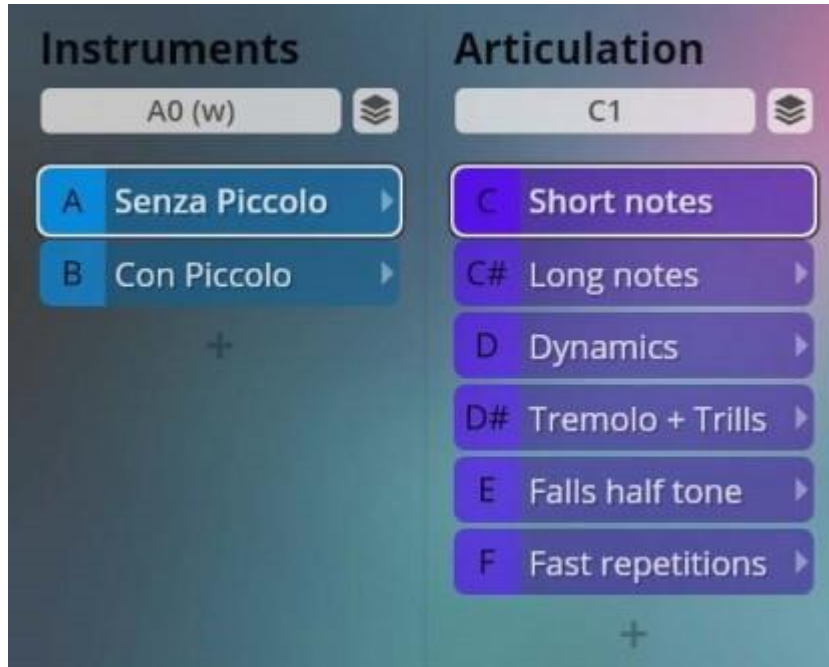 Instruments
A0 (w)
A Senza Piccolo
B Con Piccolo
+
Articulation
C1
C Short notes
C# Long notes
D Dynamics
D# Tremolo + Trills
E Falls half tone
F Fast repetitions
+